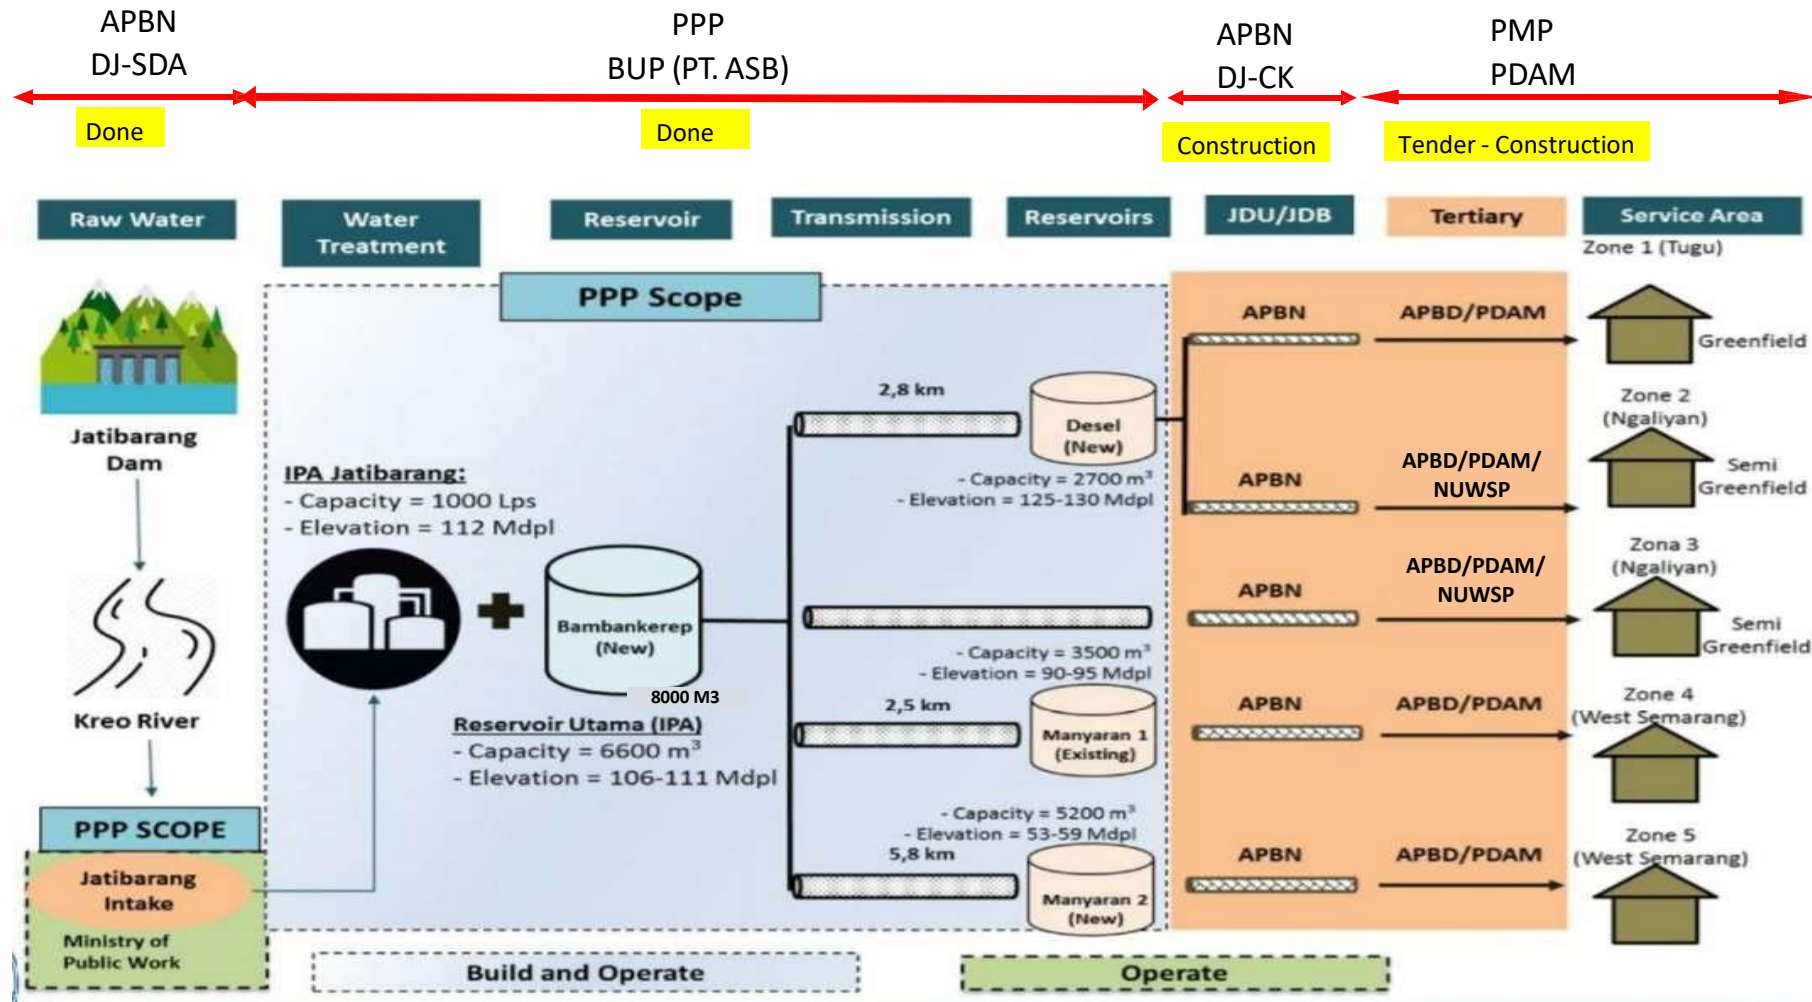 APBN
DJ-SDA
PPP
BUP (PT. ASB)
APBN
DJ-CK
PMP
PDAM
Done
Done
Construction
Tender - Construction
Raw Water
Water
Treatment
Reservoir
Transmission
Reservoirs
JDU/JDB
Tertiary
Service Area
PPP Scope
Jatibarang
Dam
Kreo River
PPP SCOPE
Jatibarang
Intake
Ministry of
Public Work
IPA Jatibarang:
- Capacity = 1000 Lps
- Elevation = 112 Mdpl
Bambankerep
(New)
8000 M3
Reservoir Utama (IPA)
- Capacity = 6600 m³
- Elevation = 106-111 Mdpl
2,8 km
Desel
(New)
- Capacity = 2700 m³
- Elevation = 125-130 Mdpl
- Capacity = 3500 m³
- Elevation = 90-95 Mdpl
2,5 km
Manyaran 1
(Existing)
- Capacity = 5200 m³
- Elevation = 53-59 Mdpl
5,8 km
Manyaran 2
(New)
APBN
APBD/PDAM
Zone 1 (Tugu)
Greenfield
APBN
APBD/PDAM/
NUWSP
Zone 2
(Ngaliyan)
Semi
Greenfield
APBN
APBD/PDAM/
NUWSP
Zona 3
(Ngaliyan)
Semi
Greenfield
APBN
APBD/PDAM
Zone 4
(West Semarang)
APBN
APBD/PDAM
Zone 5
(West Semarang)
Build and Operate
Operate